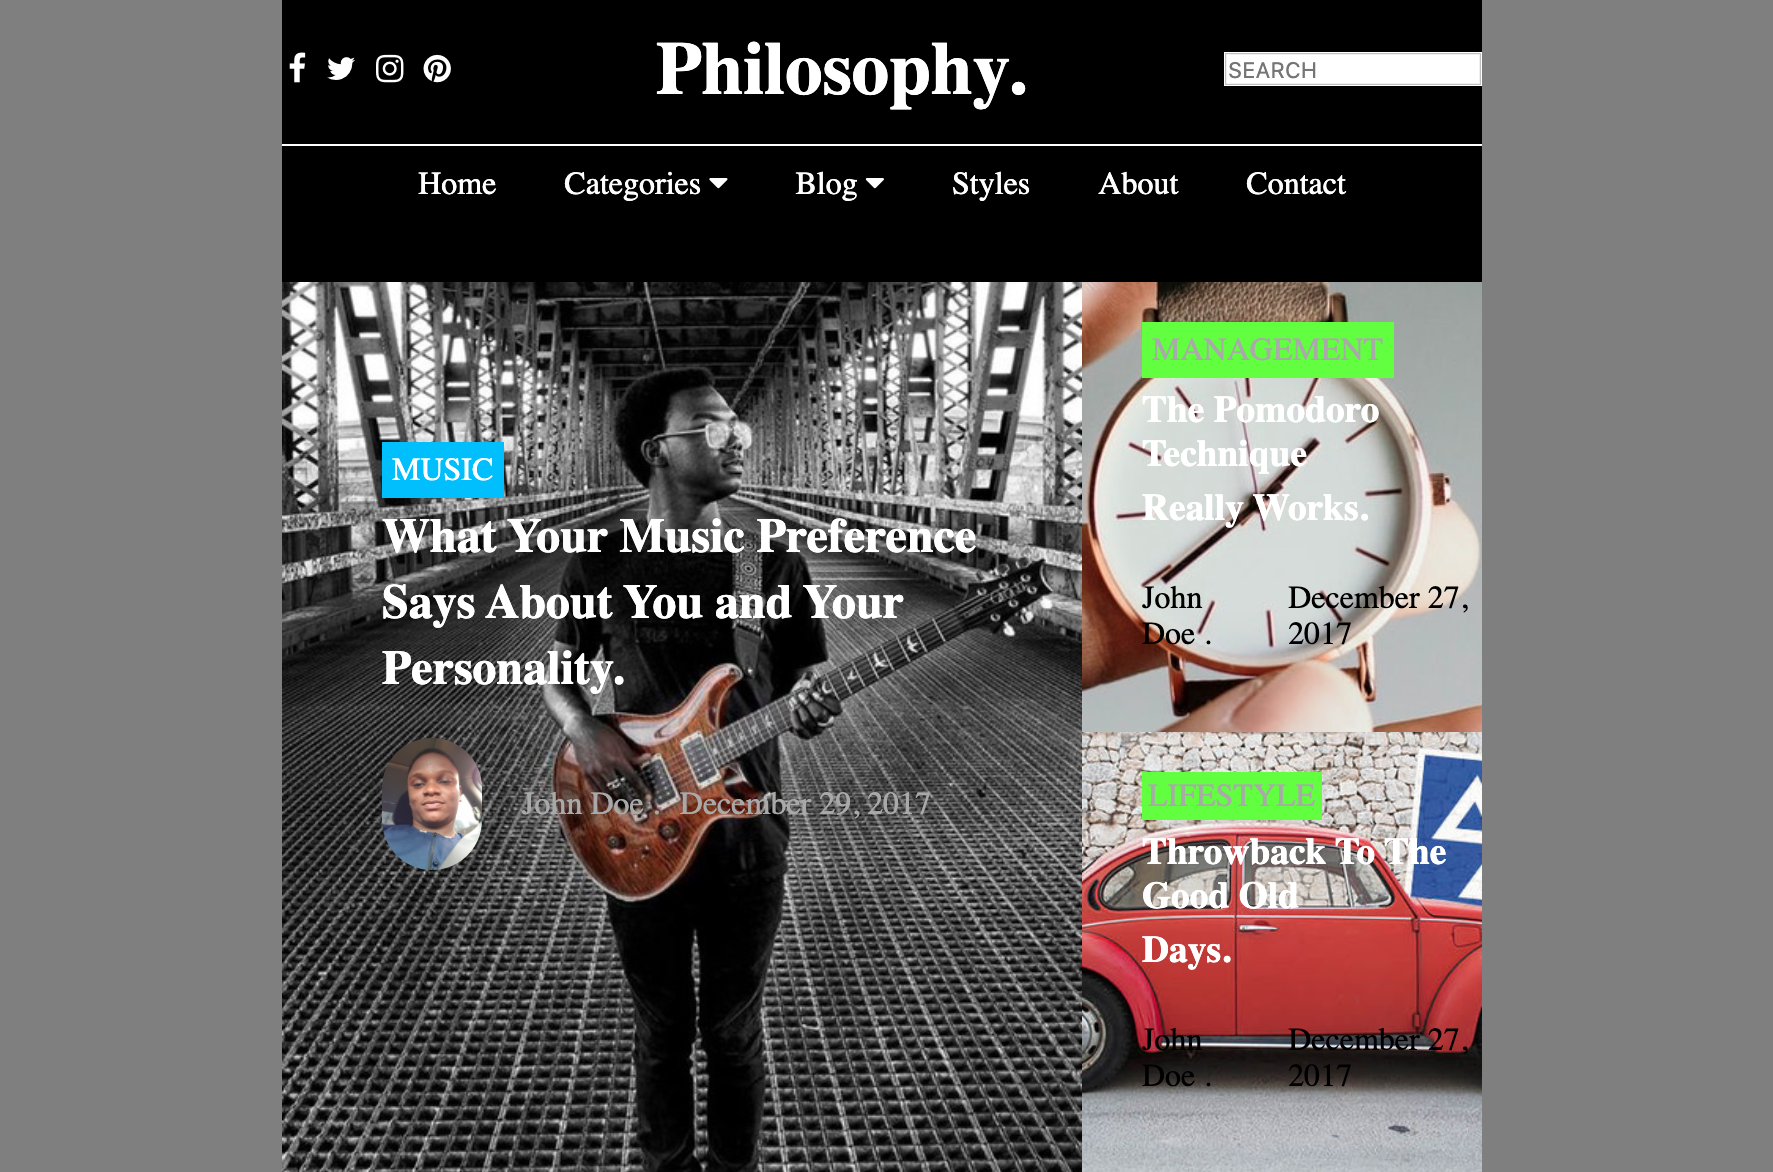 Philosophy.
SEARCH
Home Categories Blog Styles About Contact
MUSIC
What Your Music Preference
Says About You and Your
Personality.
John Doe . December 29, 2017
MANAGEMENT
The Pomodoro
Technique
Really Works.
John
Doe .
December 27,
2017
LIFESTYLE
Throwback To The
Good Old
Days.
John
Doe .
December 27,
2017